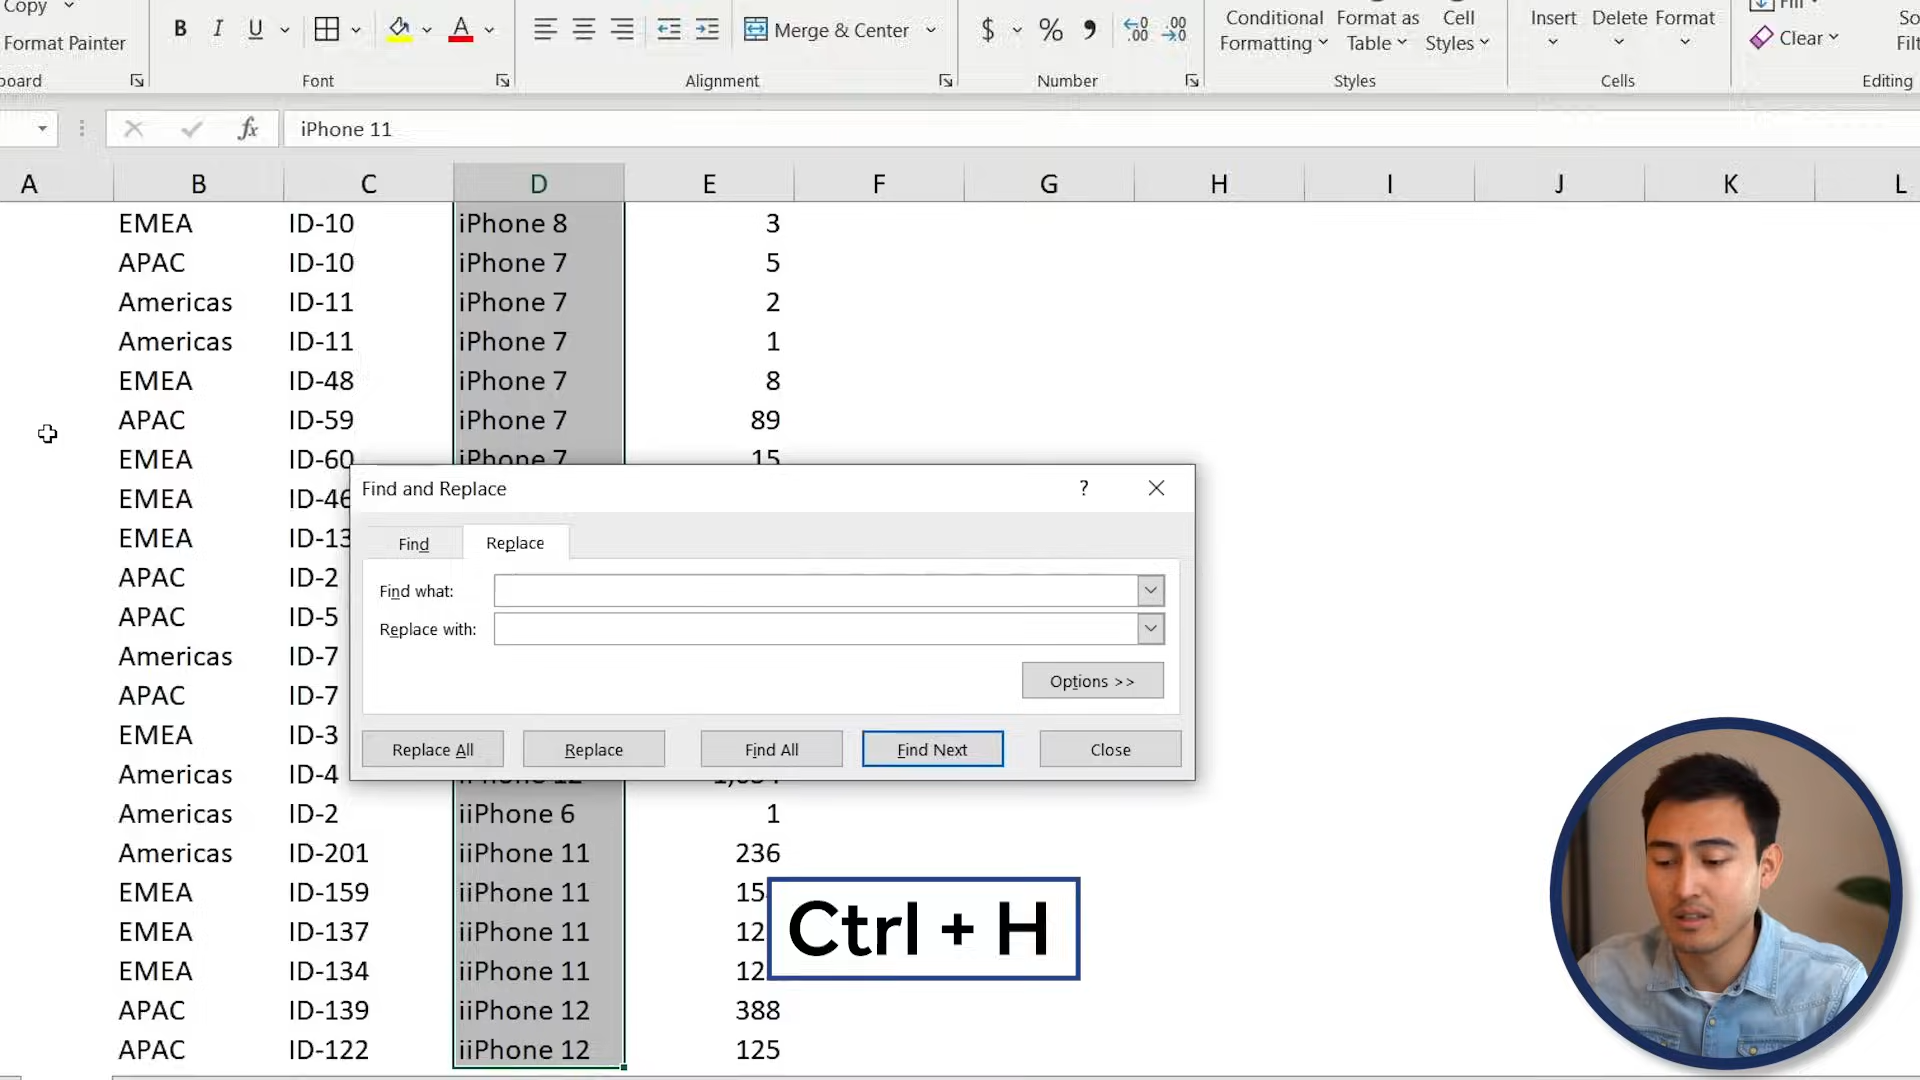 Copy
Format Painter
B I U A
Merge & Center
$ % 9 .00 .00
Conditional Formatting
Format as Table
Cell Styles
Insert Delete Format
Fill
Clear
board Font Alignment Number Styles Cells Editing
fx iPhone 11
A B C D E F G H I J K L
EMEA ID-10 iPhone 8 3
APAC ID-10 iPhone 7 5
Americas ID-11 iPhone 7 2
Americas ID-11 iPhone 7 1
EMEA ID-48 iPhone 7 8
APAC ID-59 iPhone 7 89
EMEA ID-60 iPhone 7 15
EMEA ID-46
EMEA ID-13
APAC ID-2
APAC ID-5
Americas ID-7
APAC ID-7
EMEA ID-3
Americas ID-4
Americas ID-2 iiPhone 6 1
Americas ID-201 iiPhone 11 236
EMEA ID-159 iiPhone 11 15
EMEA ID-137 iiPhone 11 12
EMEA ID-134 iiPhone 11 12
APAC ID-139 iiPhone 12 388
APAC ID-122 iiPhone 12 125
Find and Replace ?
Find Replace
Find what:
Replace with:
Options >>
Replace All Replace Find All Find Next Close
Ctrl + H